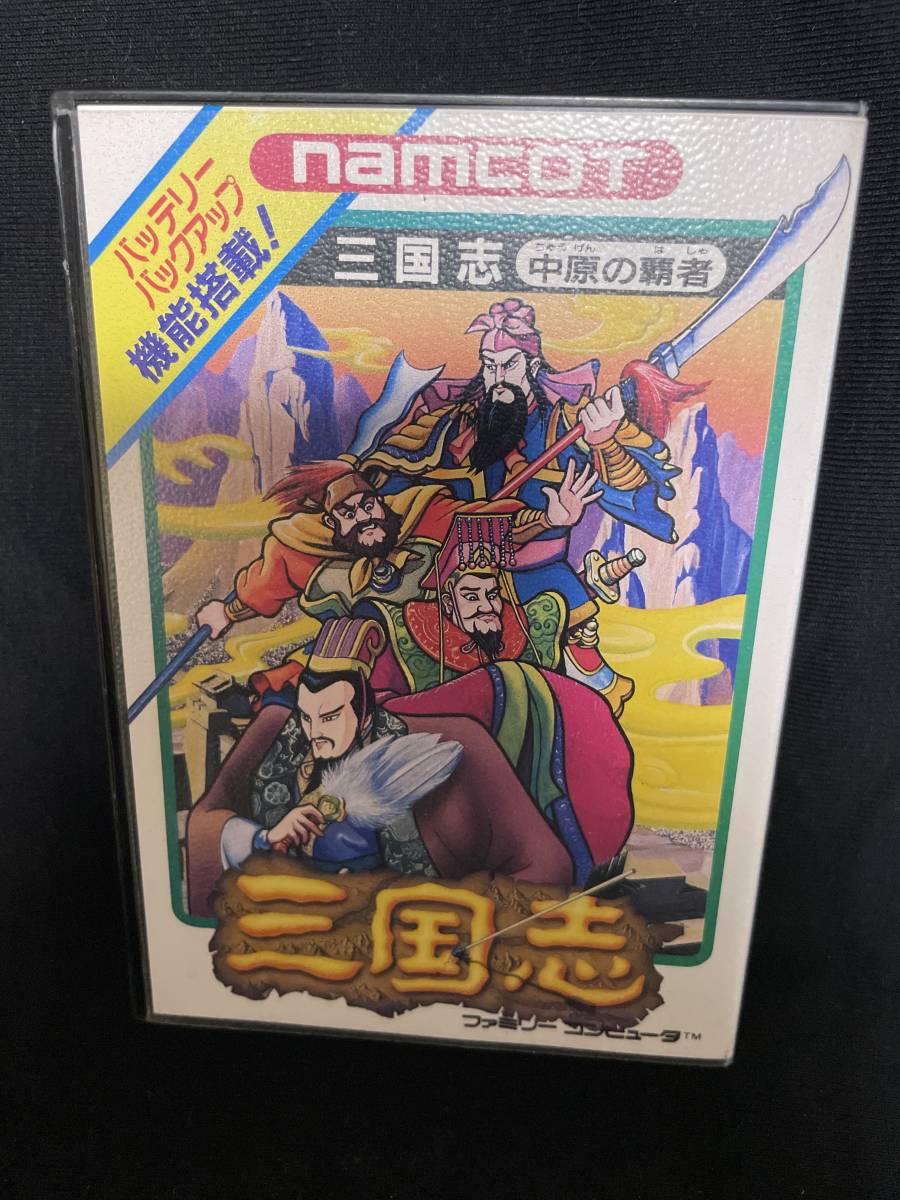 namcot
バッテリー
バックアップ
機能搭載!
三国志 中原の覇者
ちゅうげん はしゃ
三国志
ファミリー コンピュータ™